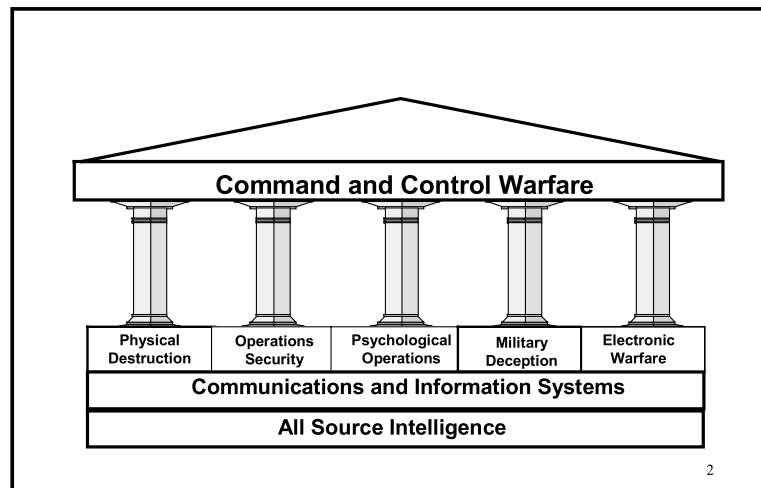 Command and Control Warfare
Physical
Destruction
Operations
Security
Psychological
Operations
Military
Deception
Electronic
Warfare
Communications and Information Systems
All Source Intelligence
2